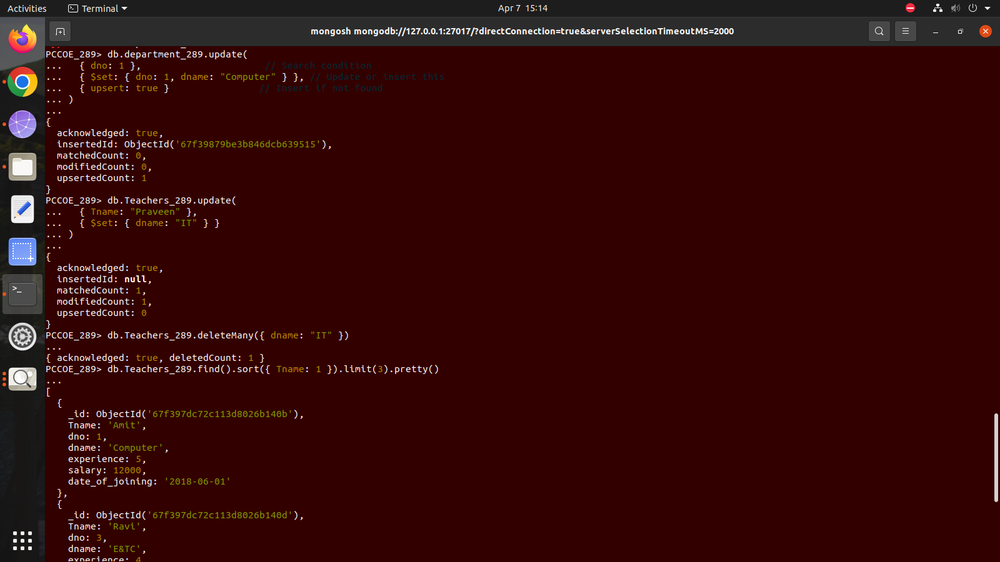 Activities
Terminal
Apr 7 15:14
mongosh mongodb://127.0.0.1:27017/?directConnection=true&serverSelectionTimeoutMS=2000
PCCOE_289> db.department_289.update(
...   { dno: 1 },                      // Search condition
...   { $set: { dno: 1, dname: "Computer" } }, // Update or insert this
...   { upsert: true }                // Insert if not found
... )
...
{
  acknowledged: true,
  insertedId: ObjectId('67f39879be3b846dcb639515'),
  matchedCount: 0,
  modifiedCount: 0,
  upsertedCount: 1
}
PCCOE_289> db.Teachers_289.update(
...   { Tname: "Praveen" },
...   { $set: { dname: "IT" } }
... )
...
{
  acknowledged: true,
  insertedId: null,
  matchedCount: 1,
  modifiedCount: 1,
  upsertedCount: 0
}
PCCOE_289> db.Teachers_289.deleteMany({ dname: "IT" })
...
{ acknowledged: true, deletedCount: 1 }
PCCOE_289> db.Teachers_289.find().sort({ Tname: 1 }).limit(3).pretty()
...
[
  {
    _id: ObjectId('67f397dc72c113d8026b140b'),
    Tname: 'Amit',
    dno: 1,
    dname: 'Computer',
    experience: 5,
    salary: 12000,
    date_of_joining: '2018-06-01'
  },
  {
    _id: ObjectId('67f397dc72c113d8026b140d'),
    Tname: 'Ravi',
    dno: 3,
    dname: 'E&TC',
    experience: 4